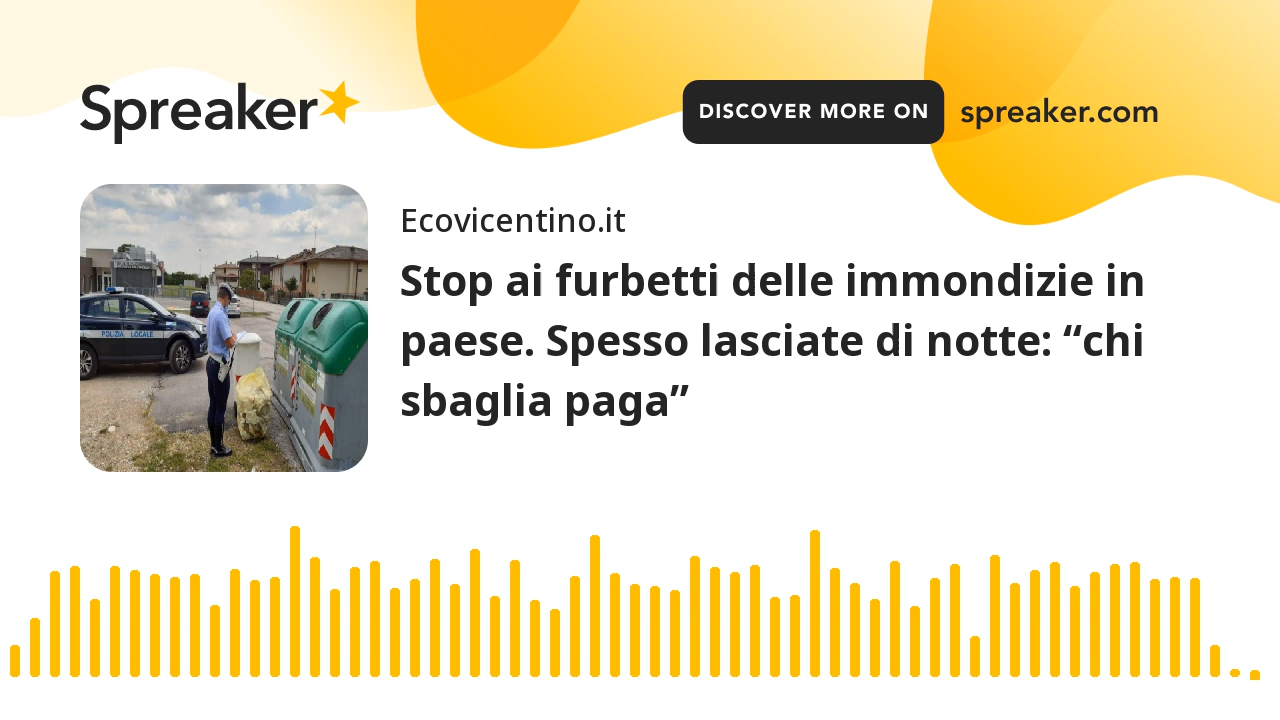 Spreaker
DISCOVER MORE ON
spreaker.com
Ecovicentino.it
Stop ai furbetti delle immondizie in
paese. Spesso lasciate di notte: “chi
sbaglia paga”
POLIZIA LOCALE